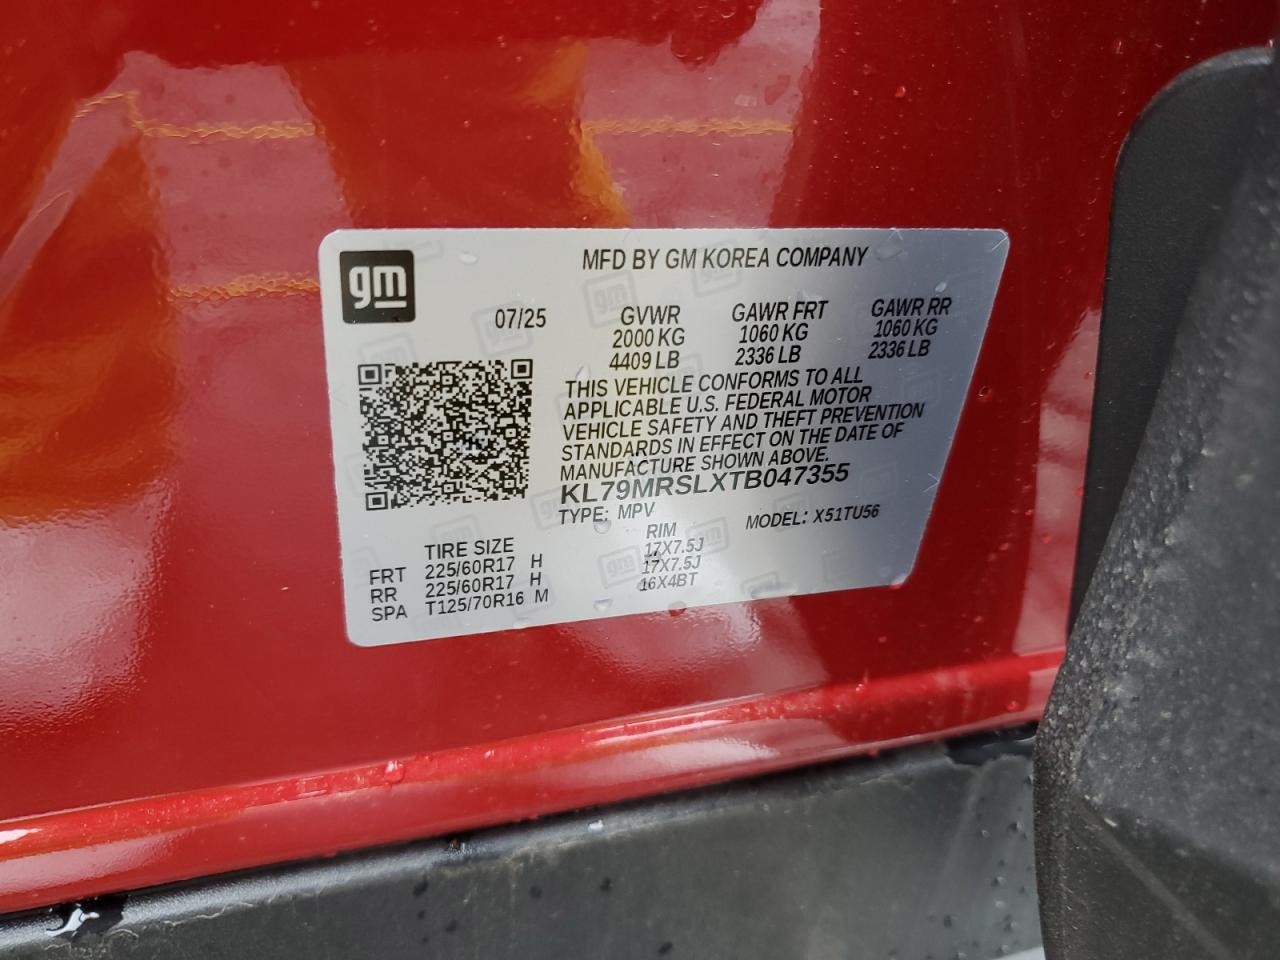 gm
MFD BY GM KOREA COMPANY
07/25 GVWR GAWR FRT GAWR RR
2000 KG 1060 KG 1060 KG
4409 LB 2336 LB 2336 LB
THIS VEHICLE CONFORMS TO ALL
APPLICABLE U.S. FEDERAL MOTOR
VEHICLE SAFETY AND THEFT PREVENTION
STANDARDS IN EFFECT ON THE DATE OF
MANUFACTURE SHOWN ABOVE.
KL79MRSLXTB047355
TYPE: MPV MODEL: X51TU56
TIRE SIZE RIM
FRT 225/60R17 H 17X7.5J
RR 225/60R17 H 17X7.5J
SPA T125/70R16 M 16X4BT